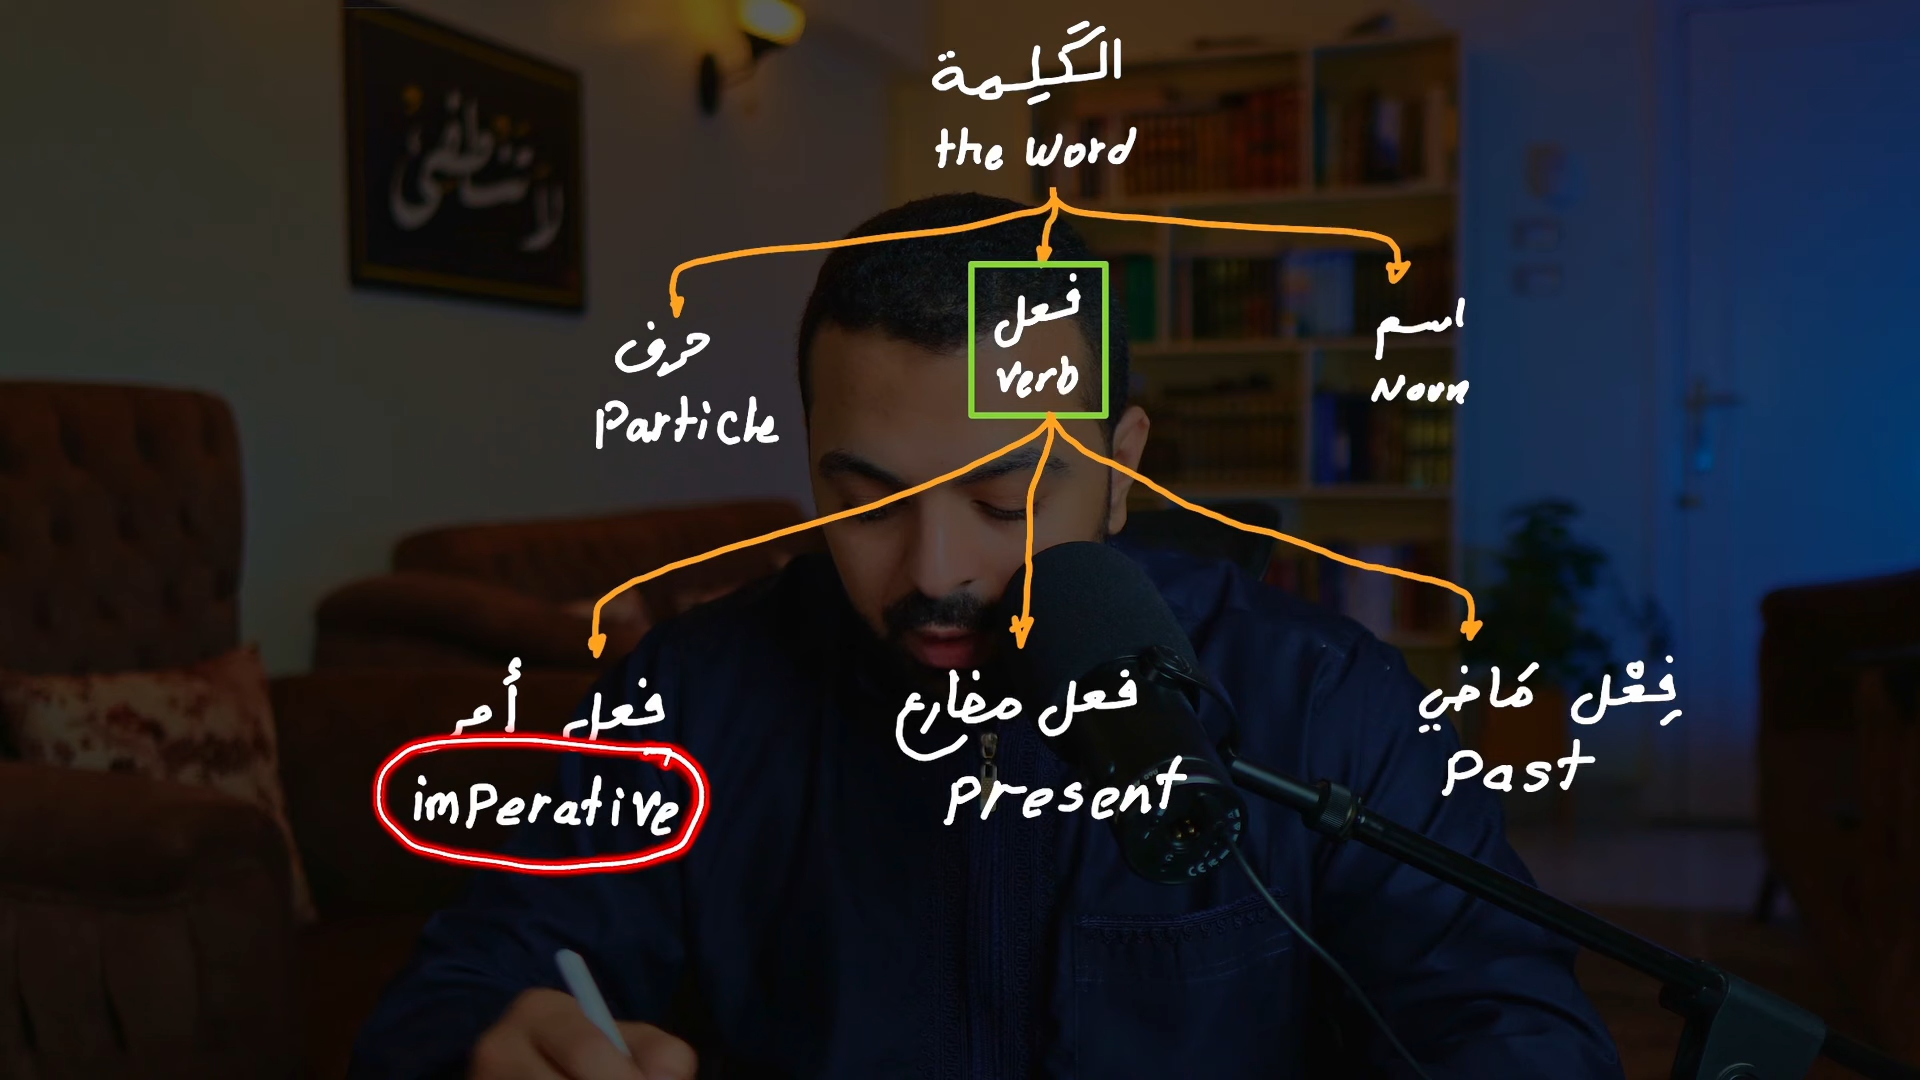 الكَلِمة
the word
حرف
Particle
فعل
verb
اسم
Noun
فعل أمر
imPerative
فعل مضارع
Present
فِعْل مَاضي
Past